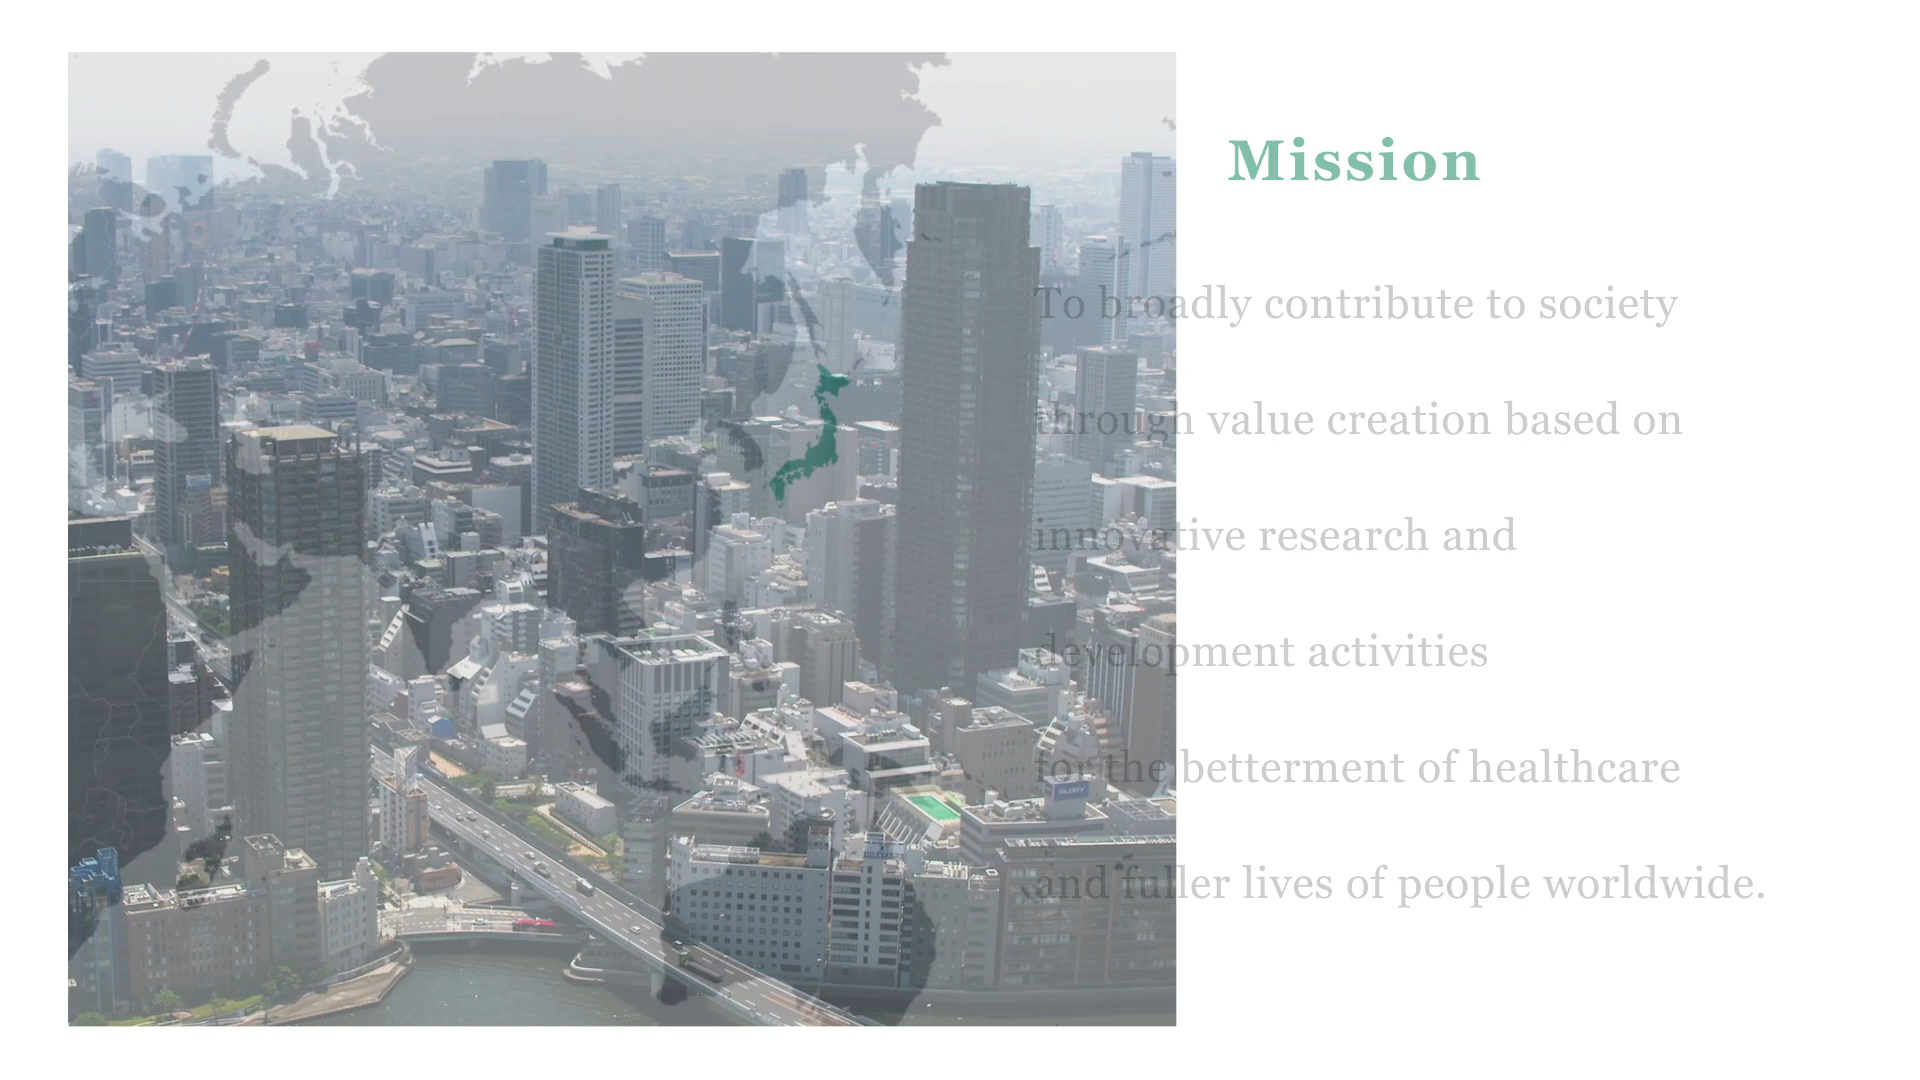 Mission
To broadly contribute to society
through value creation based on
innovative research and
development activities
for the betterment of healthcare
and fuller lives of people worldwide.
GLORY